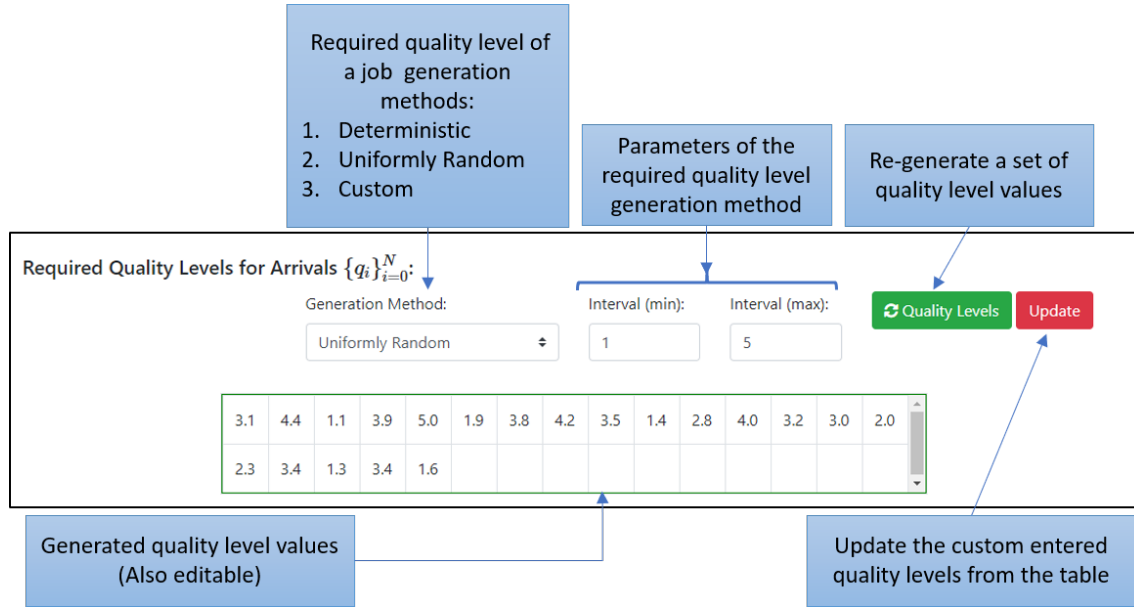 Required quality level of
a job generation
methods:
1. Deterministic
2. Uniformly Random
3. Custom
Parameters of the
required quality level
generation method
Re-generate a set of
quality level values
Required Quality Levels for Arrivals {q_i}_{i=0}^N:
Generation Method:
Interval (min):
Interval (max):
Uniformly Random
1
5
Quality Levels
Update
3.1 4.4 1.1 3.9 5.0 1.9 3.8 4.2 3.5 1.4 2.8 4.0 3.2 3.0 2.0
2.3 3.4 1.3 3.4 1.6
Generated quality level values
(Also editable)
Update the custom entered
quality levels from the table